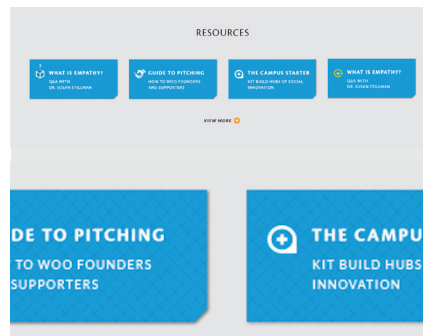 RESOURCES
WHAT IS EMPATHY?
Q&A WITH
DR. SUSAN STILLMAN
GUIDE TO PITCHING
HOW TO WOO FOUNDERS
AND SUPPORTERS
THE CAMPUS STARTER
KIT BUILD HUBS OF SOCIAL
INNOVATION
WHAT IS EMPATHY?
Q&A WITH
DR. SUSAN STILLMAN
VIEW MORE
DE TO PITCHING
TO WOO FOUNDERS
SUPPORTERS
THE CAMPU
KIT BUILD HUBS
INNOVATION